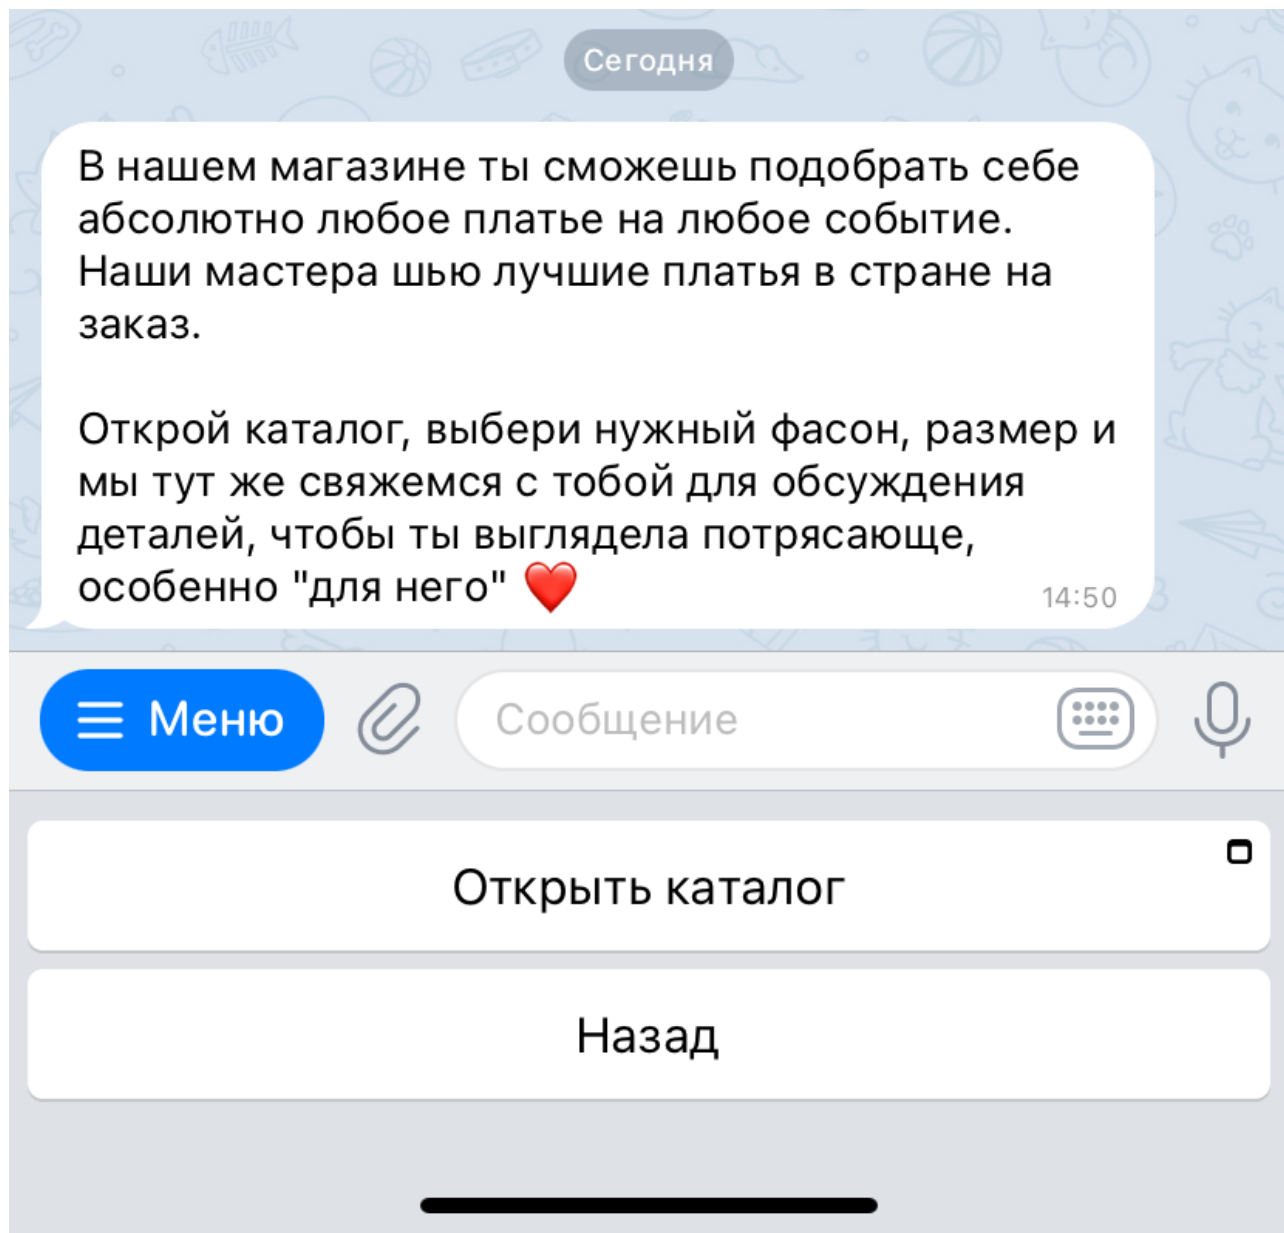 Сегодня
В нашем магазине ты сможешь подобрать себе
абсолютно любое платье на любое событие.
Наши мастера шью лучшие платья в стране на
заказ.
Открой каталог, выбери нужный фасон, размер и
мы тут же свяжемся с тобой для обсуждения
деталей, чтобы ты выглядела потрясающе,
особенно "для него" ❤️
14:50
Меню
Сообщение
Открыть каталог
Назад